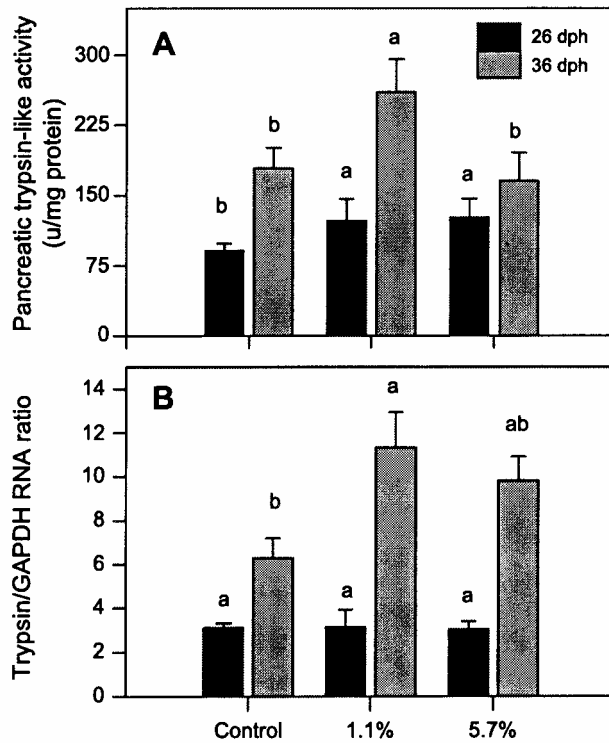 A
26 dph
36 dph
Pancreatic trypsin-like activity
(u/mg protein)
300
225
150
75
0
b
b
a
a
a
b
B
Trypsin/GAPDH RNA ratio
14
12
10
8
6
4
2
0
a
b
a
a
a
ab
Control
1.1%
5.7%